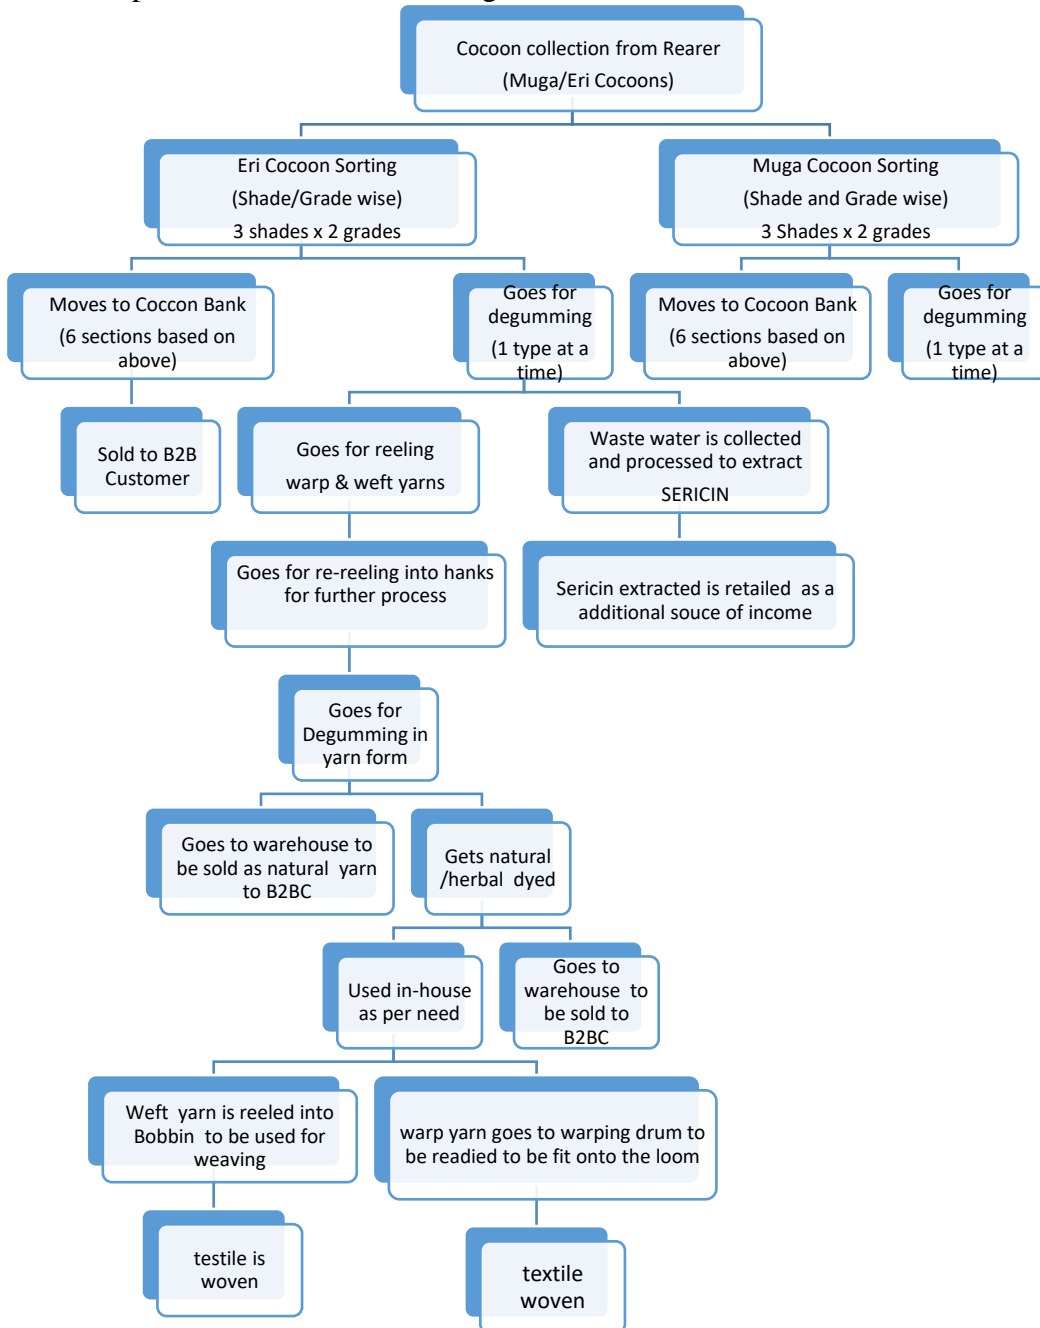 Cocoon collection from Rearer
(Muga/Eri Cocoons)
Eri Cocoon Sorting
(Shade/Grade wise)
3 shades x 2 grades
Muga Cocoon Sorting
(Shade and Grade wise)
3 Shades x 2 grades
Moves to Coccon Bank
(6 sections based on
above)
Goes for
degumming
(1 type at a
time)
Moves to Cocoon Bank
(6 sections based on
above)
Goes for
degumming
(1 type at a
time)
Sold to B2B
Customer
Goes for reeling
warp & weft yarns
Waste water is collected
and processed to extract
SERICIN
Goes for re-reeling into hanks
for further process
Sericin extracted is retailed as a
additional souce of income
Goes for
Degumming in
yarn form
Goes to warehouse to
be sold as natural yarn
to B2BC
Gets natural
/herbal dyed
Used in-house
as per need
Goes to
warehouse to
be sold to
B2BC
Weft yarn is reeled into
Bobbin to be used for
weaving
warp yarn goes to warping drum to
be readied to be fit onto the loom
testile is
woven
textile
woven